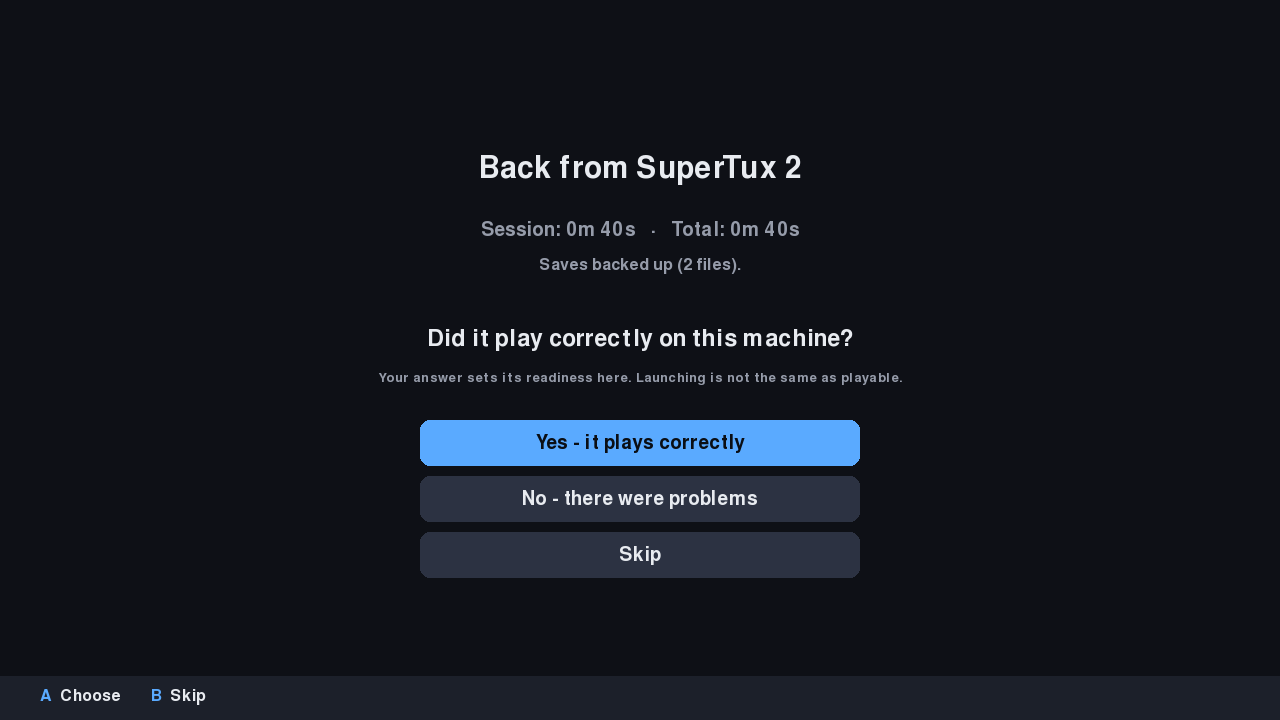 Back from SuperTux 2
Session: 0m 40s · Total: 0m 40s
Saves backed up (2 files).
Did it play correctly on this machine?
Your answer sets its readiness here. Launching is not the same as playable.
Yes - it plays correctly
No - there were problems
Skip
A Choose B Skip